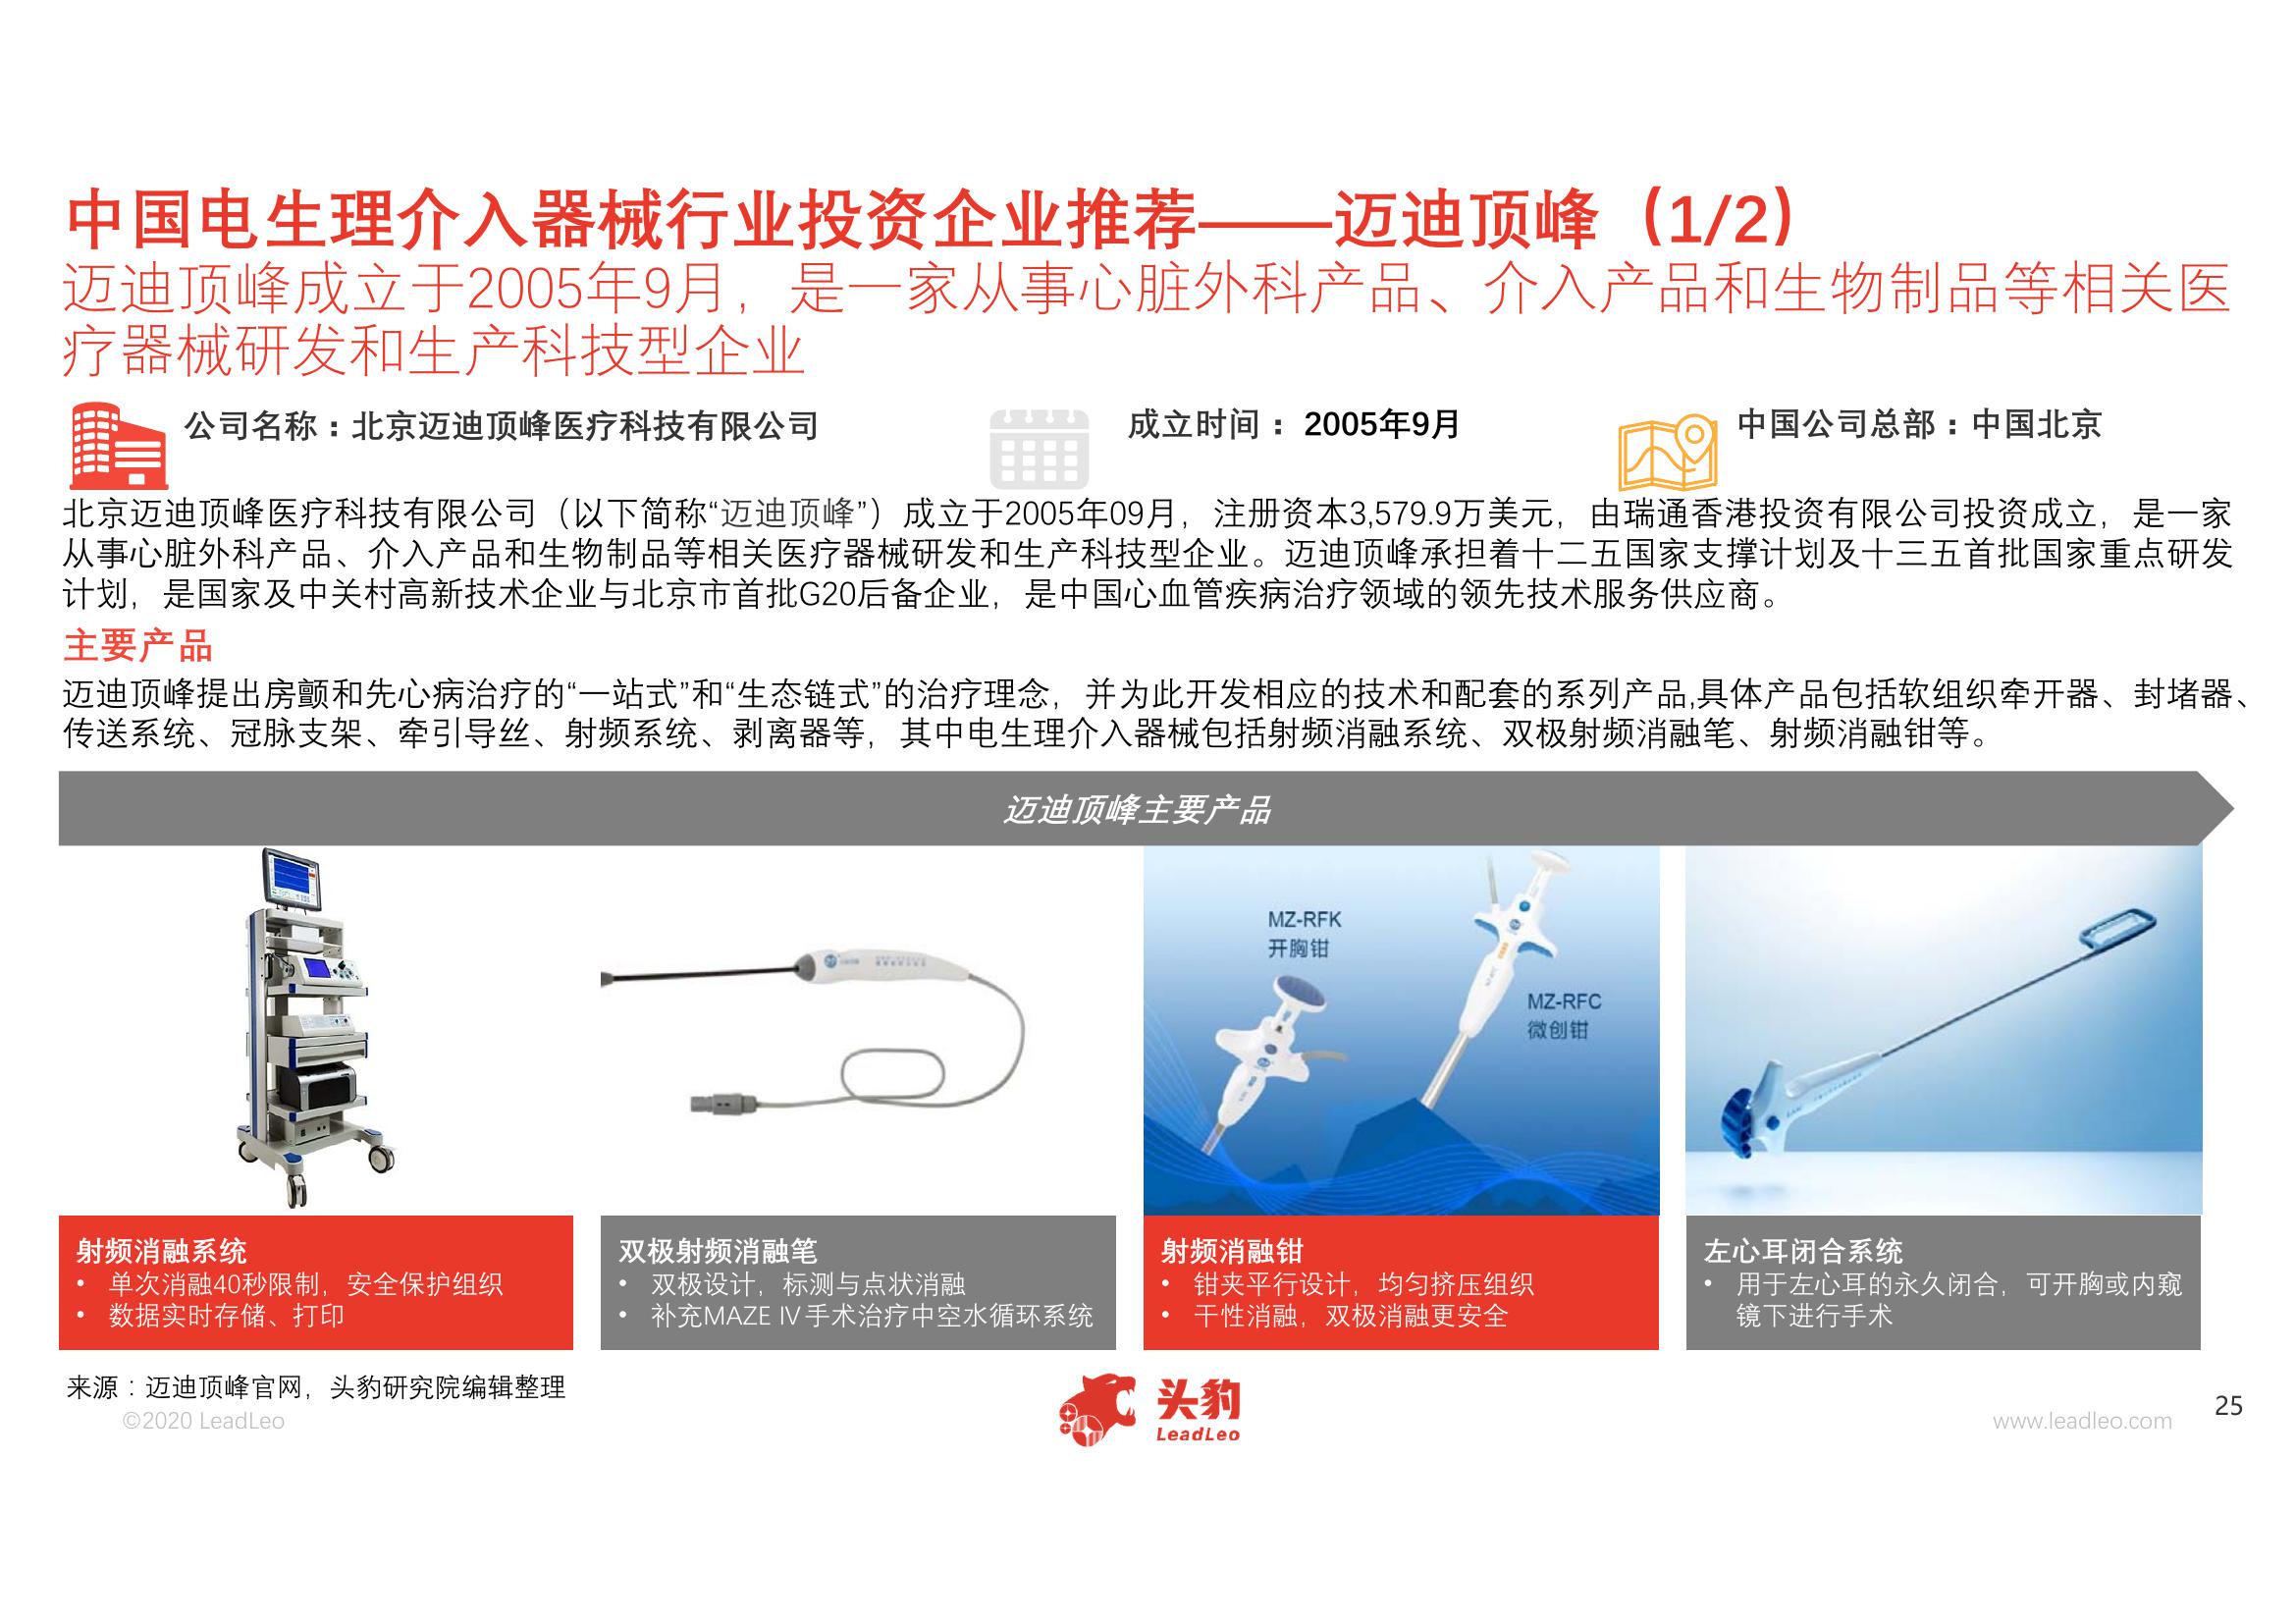 中国电生理介入器械行业投资企业推荐——迈迪顶峰（1/2）
迈迪顶峰成立于2005年9月，是一家从事心脏外科产品、介入产品和生物制品等相关医
疗器械研发和生产科技型企业
公司名称：北京迈迪顶峰医疗科技有限公司
成立时间： 2005年9月
中国公司总部：中国北京
北京迈迪顶峰医疗科技有限公司（以下简称“迈迪顶峰”）成立于2005年09月，注册资本3,579.9万美元，由瑞通香港投资有限公司投资成立，是一家
从事心脏外科产品、介入产品和生物制品等相关医疗器械研发和生产科技型企业。迈迪顶峰承担着十二五国家支撑计划及十三五首批国家重点研发
计划，是国家及中关村高新技术企业与北京市首批G20后备企业，是中国心血管疾病治疗领域的领先技术服务供应商。
主要产品
迈迪顶峰提出房颤和先心病治疗的“一站式”和“生态链式”的治疗理念，并为此开发相应的技术和配套的系列产品,具体产品包括软组织牵开器、封堵器、
传送系统、冠脉支架、牵引导丝、射频系统、剥离器等，其中电生理介入器械包括射频消融系统、双极射频消融笔、射频消融钳等。
迈迪顶峰主要产品
MZ-RFK
开胸钳
MZ-RFC
微创钳
射频消融系统
• 单次消融40秒限制，安全保护组织
• 数据实时存储、打印
双极射频消融笔
• 双极设计，标测与点状消融
• 补充MAZE IV手术治疗中空水循环系统
射频消融钳
• 钳夹平行设计，均匀挤压组织
• 干性消融，双极消融更安全
左心耳闭合系统
• 用于左心耳的永久闭合，可开胸或内窥
镜下进行手术
来源：迈迪顶峰官网，头豹研究院编辑整理
©2020 LeadLeo
头豹
LeadLeo
www.leadleo.com
25